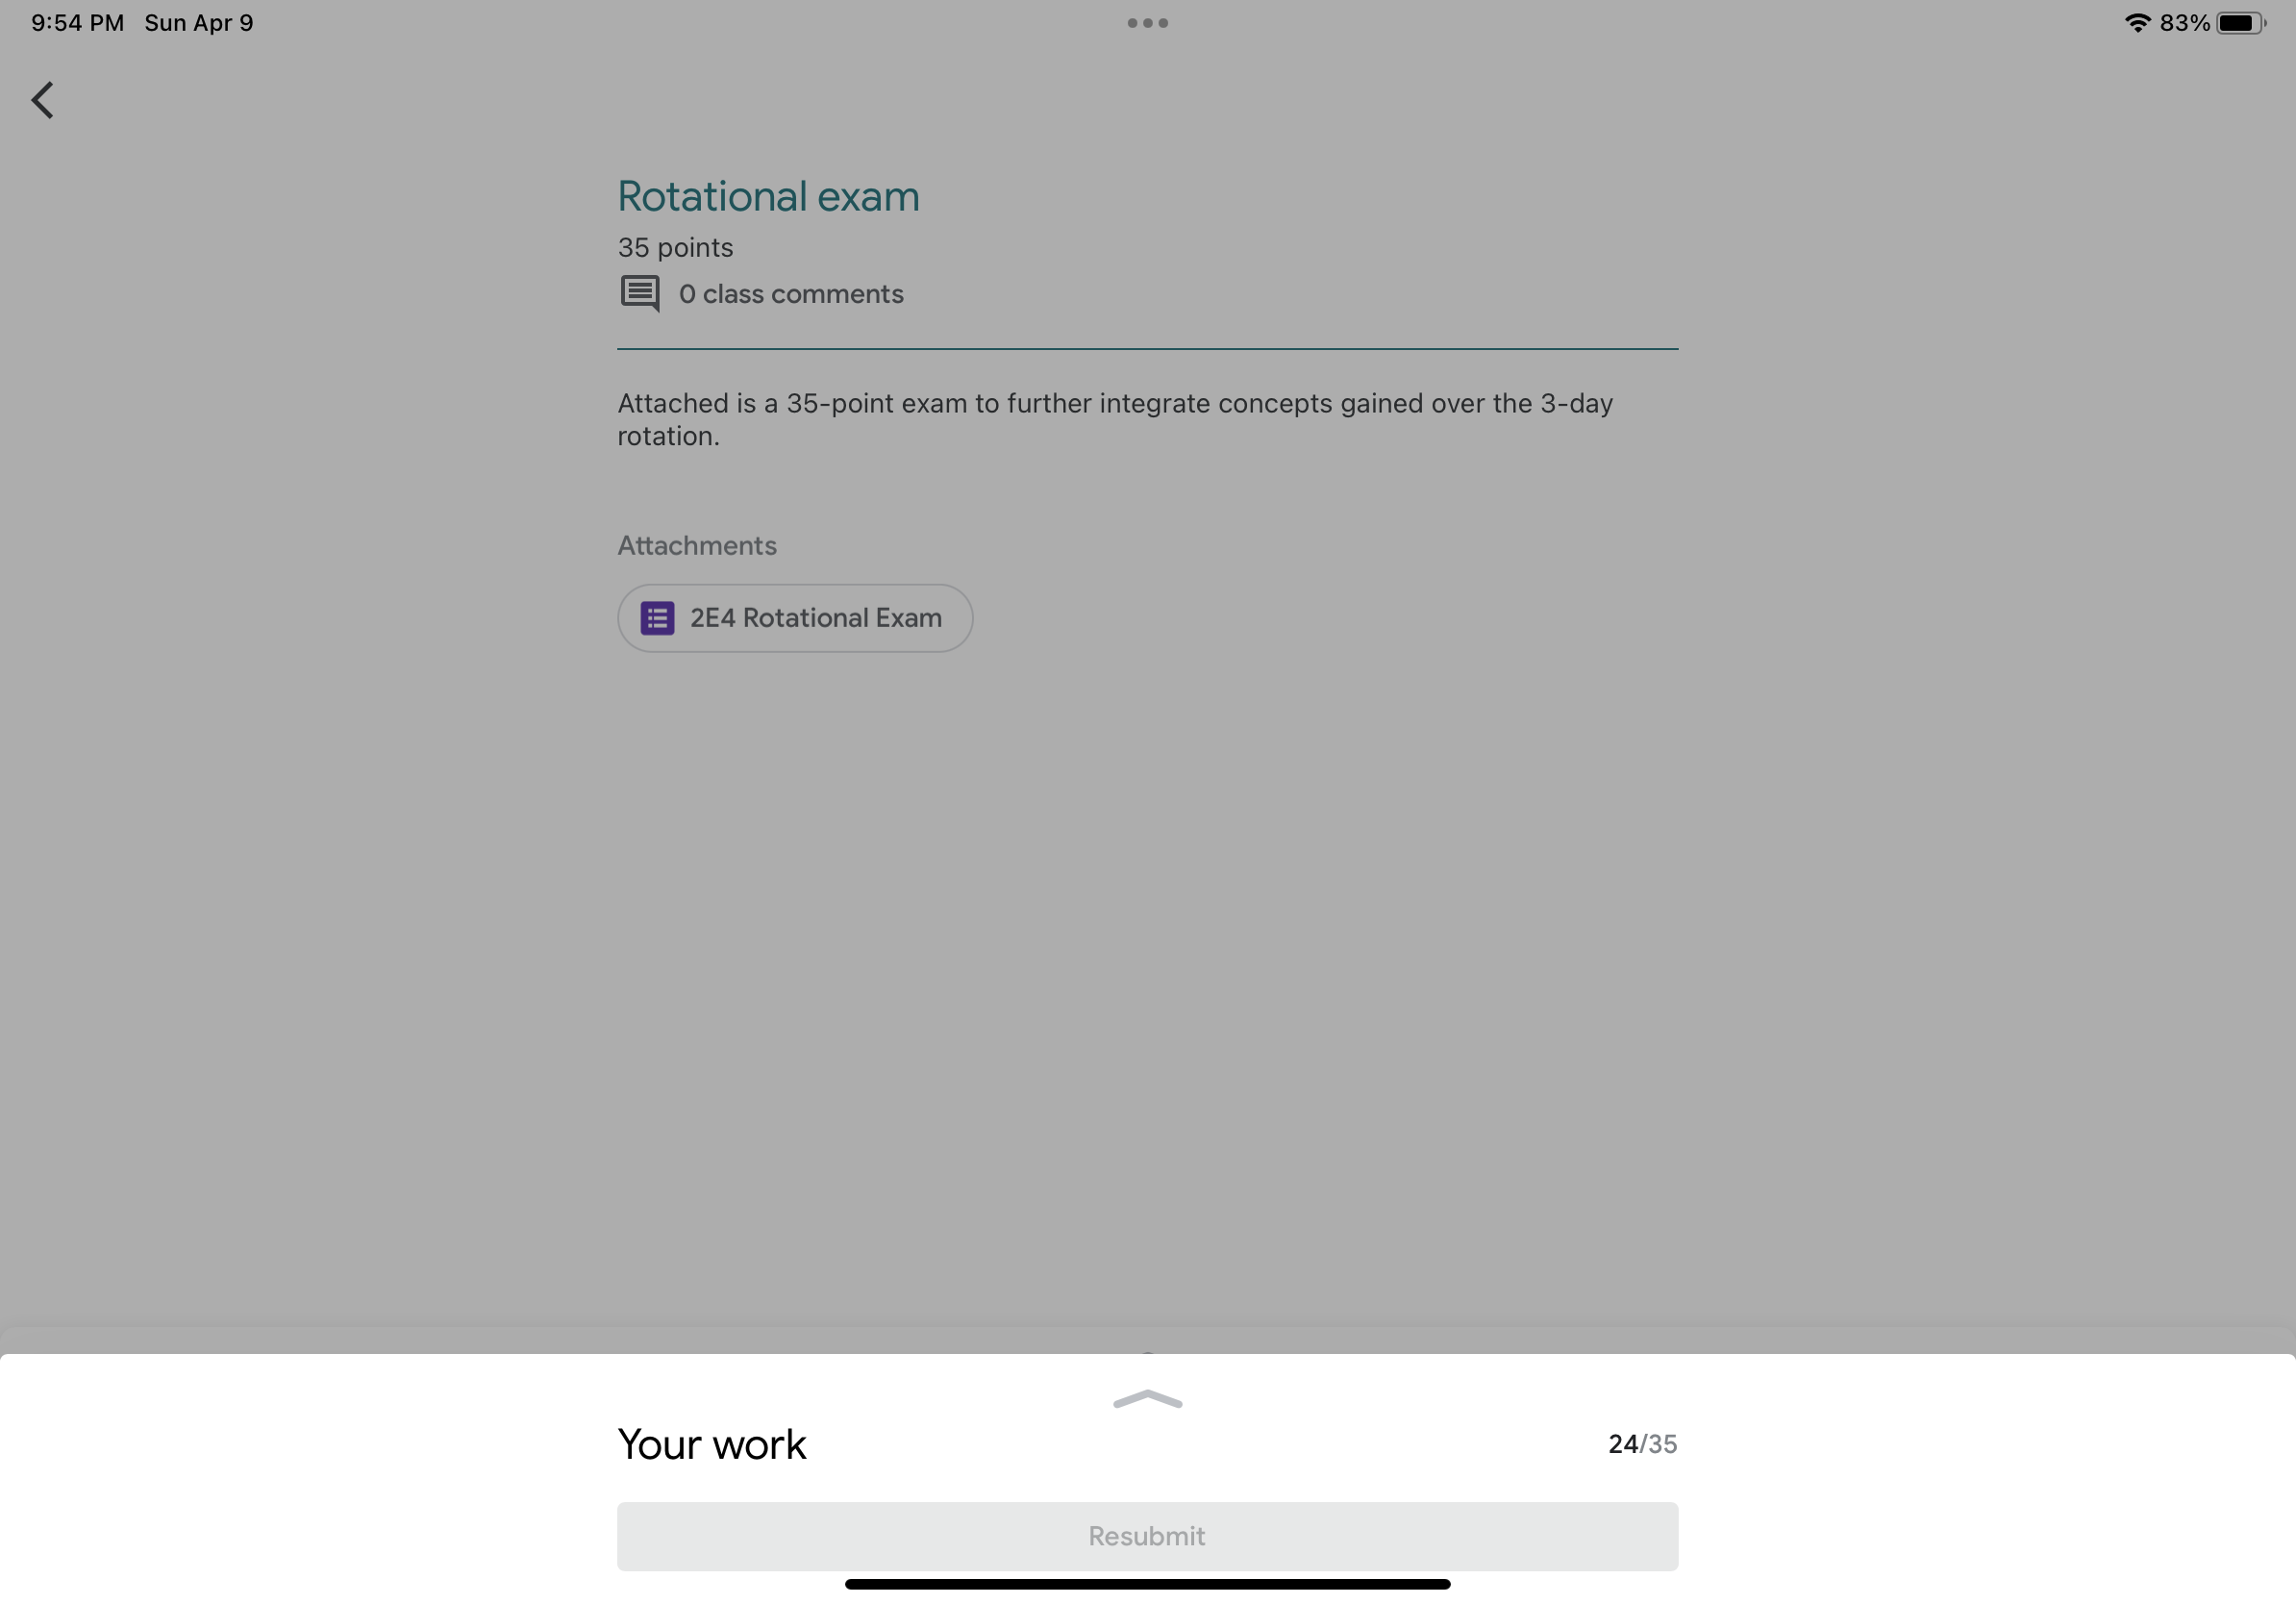 9:54 PM Sun Apr 9
83%
Rotational exam
35 points
0 class comments
Attached is a 35-point exam to further integrate concepts gained over the 3-day
rotation.
Attachments
2E4 Rotational Exam
Your work
24/35
Resubmit